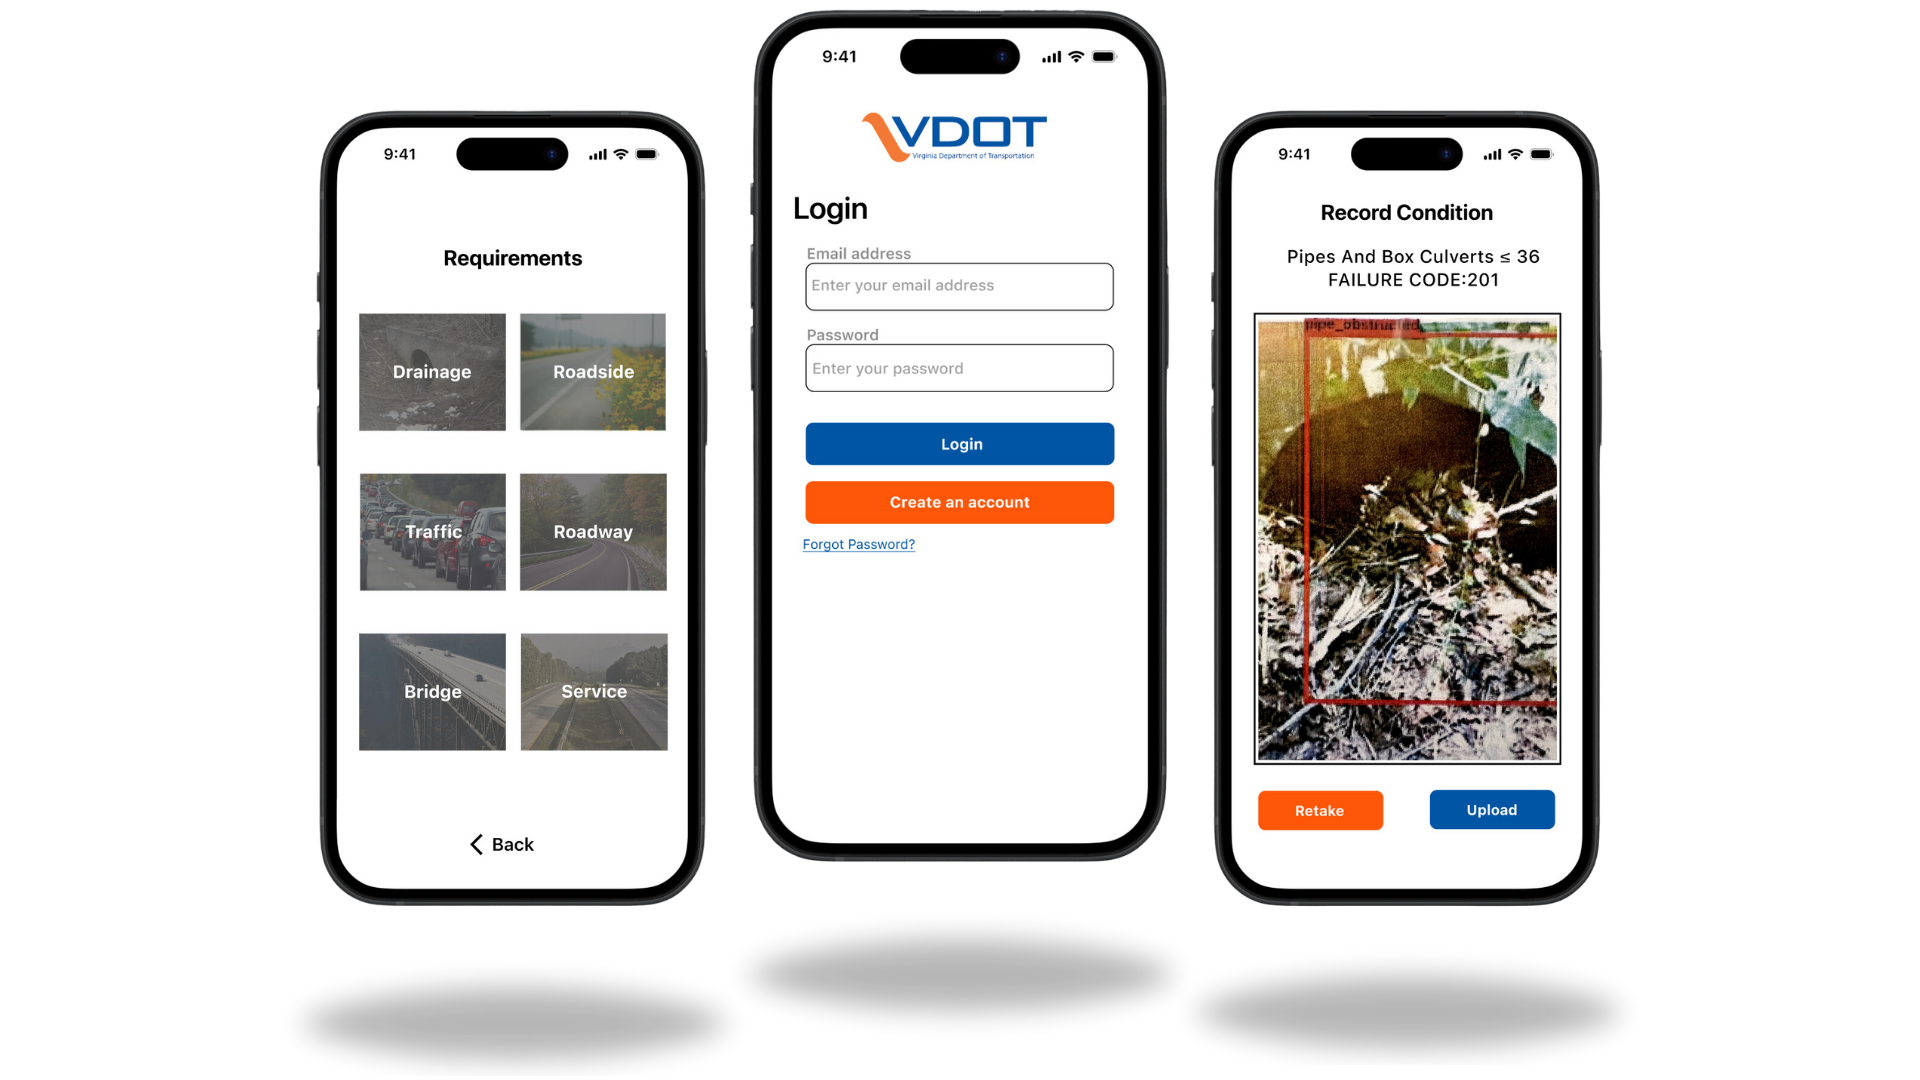 9:41
Requirements
Drainage
Roadside
Traffic
Roadway
Bridge
Service
Back
9:41
VDOT
Virginia Department of Transportation
Login
Email address
Enter your email address
Password
Enter your password
Login
Create an account
Forgot Password?
9:41
Record Condition
Pipes And Box Culverts ≤ 36
FAILURE CODE:201
pipe_obstructed
Retake
Upload